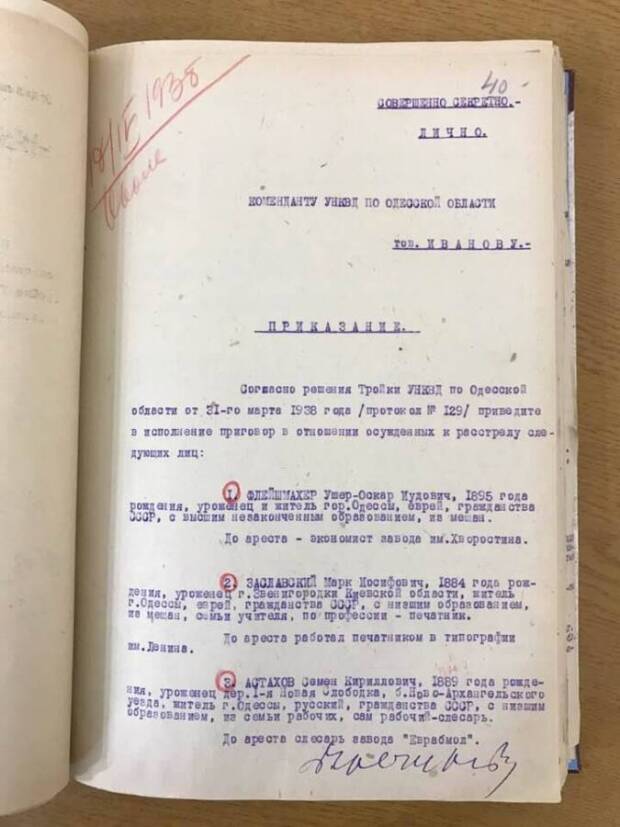 40
СОВЕРШЕННО СЕКРЕТНО.-
ЛИЧНО.
19/IV 1938
КОМЕНДАНТУ УНКВД ПО ОДЕССКОЙ ОБЛАСТИ
тов. ИВАНОВУ.-
ПРИКАЗАНИЕ.
Согласно решения Тройки УНКВД по Одесской
области от 31-го марта 1938 года /протокол № 129/ приводите
в исполнение приговор в отношении осужденных к расстрелу сле-
дующих лиц:
1. ФЛЕЙШМАХЕР Ушер-Оскар Иудович, 1895 года
рождения, уроженец и житель гор.Одессы, еврей, гражданства
СССР, с высшим незаконченным образованием, из мещан.
До ареста - экономист завода им.Хворостина.
2. ЗАСЛАВСКИЙ Марк Иосифович, 1884 года рож-
дения, уроженец г.Звенигородки Киевской области, житель
г.Одессы, еврей, гражданства СССР, с низшим образованием,
из мещан, семьи учителя, по профессии - печатник.
До ареста работал печатником в типографии
им.Ленина.
3. АСТАХОВ Семен Кириллович, 1889 года рожде-
ния, уроженец дер.1-я Новая Слободка, б.Ново-Архангельского
уезда, житель г.Одессы, русский, гражданства СССР, с низшим
образованием, из семьи рабочих, сам рабочий-слесарь.
До ареста слесарь завода "Еврабмол".